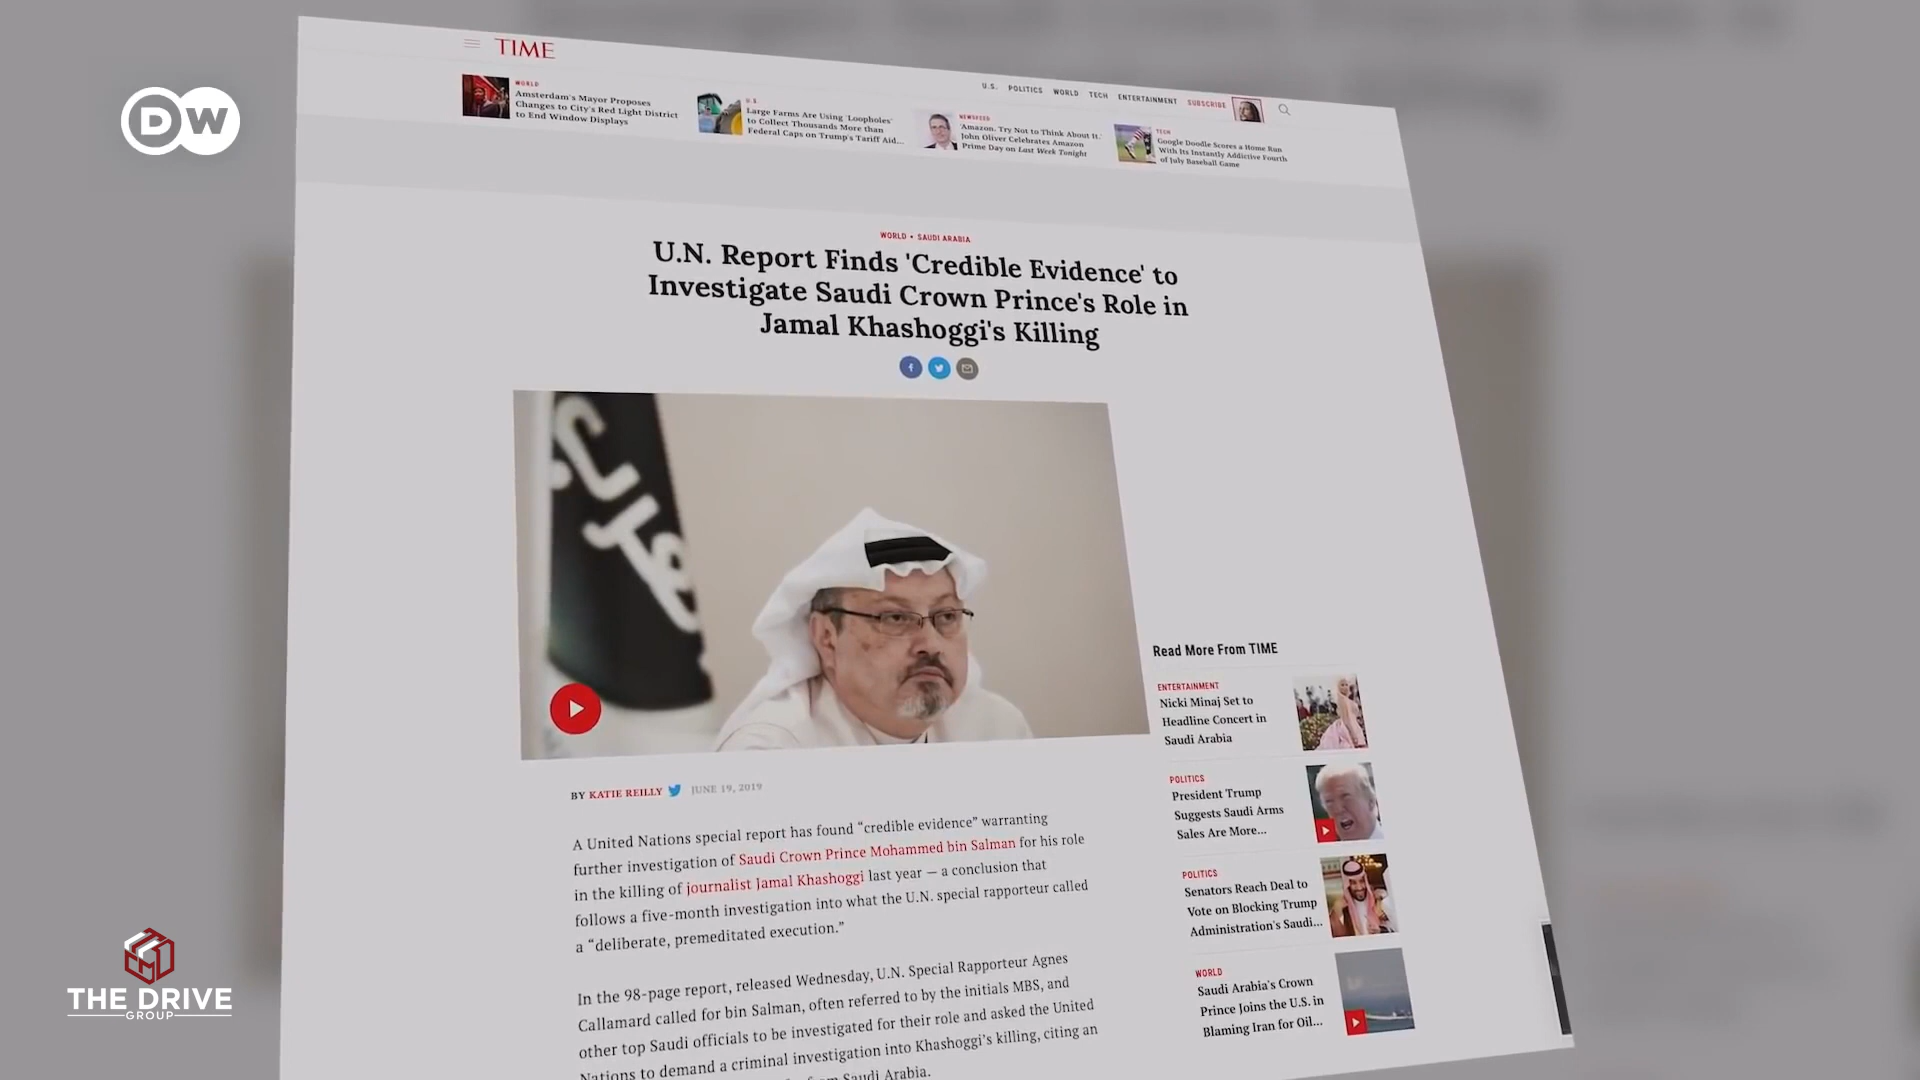 DW
TIME
WORLD
Amsterdam's Mayor Proposes
Changes to City's Red Light District
to End Window Displays
U.S.
Large Farms Are Using 'Loopholes'
to Collect Thousands More than
Federal Caps on Trump's Tariff Aid...
NEWSFEED
'Amazon. Try Not to Think About It.'
John Oliver Celebrates Amazon
Prime Day on Last Week Tonight
TECH
Google Doodle Scores a Home Run
With Its Instantly Addictive Fourth
of July Baseball Game
U.S. POLITICS WORLD TECH ENTERTAINMENT SUBSCRIBE
WORLD • SAUDI ARABIA
U.N. Report Finds 'Credible Evidence' to
Investigate Saudi Crown Prince's Role in
Jamal Khashoggi's Killing
BY KATIE REILLY JUNE 19, 2019
A United Nations special report has found “credible evidence” warranting
further investigation of Saudi Crown Prince Mohammed bin Salman for his role
in the killing of journalist Jamal Khashoggi last year — a conclusion that
follows a five-month investigation into what the U.N. special rapporteur called
a “deliberate, premeditated execution.”
In the 98-page report, released Wednesday, U.N. Special Rapporteur Agnes
Callamard called for bin Salman, often referred to by the initials MBS, and
other top Saudi officials to be investigated for their role and asked the United
Nations to demand a criminal investigation into Khashoggi's killing, citing an
from Saudi Arabia.
Read More From TIME
ENTERTAINMENT
Nicki Minaj Set to
Headline Concert in
Saudi Arabia
POLITICS
President Trump
Suggests Saudi Arms
Sales Are More...
POLITICS
Senators Reach Deal to
Vote on Blocking Trump
Administration's Saudi...
WORLD
Saudi Arabia's Crown
Prince Joins the U.S. in
Blaming Iran for Oil...
THE DRIVE
GROUP